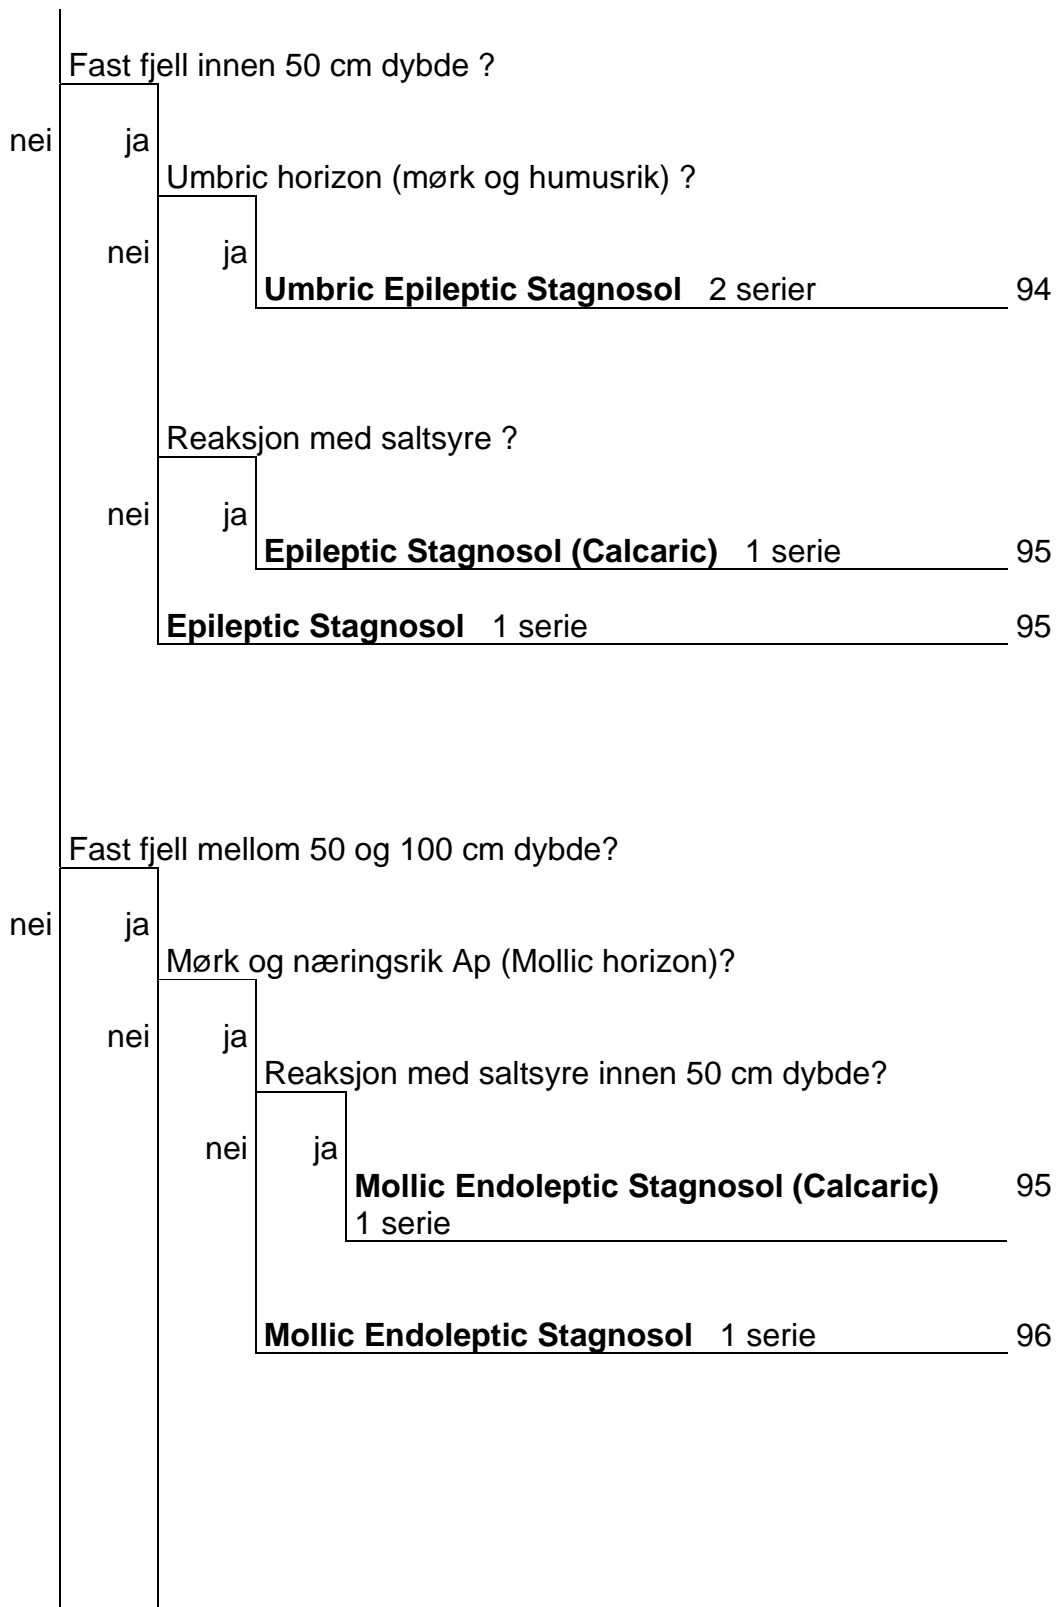 Fast fjell innen 50 cm dybde ?
nei ja
Umbric horizon (mørk og humusrik) ?
nei ja
Umbric Epileptic Stagnosol 2 serier 94
Reaksjon med saltsyre ?
nei ja
Epileptic Stagnosol (Calcaric) 1 serie 95
Epileptic Stagnosol 1 serie 95
Fast fjell mellom 50 og 100 cm dybde?
nei ja
Mørk og næringsrik Ap (Mollic horizon)?
nei ja
Reaksjon med saltsyre innen 50 cm dybde?
nei ja
Mollic Endoleptic Stagnosol (Calcaric) 95
1 serie
Mollic Endoleptic Stagnosol 1 serie 96